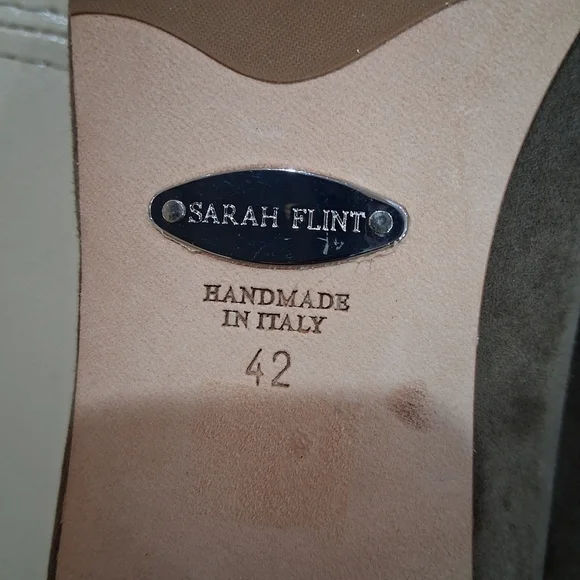 SARAH FLINT
HANDMADE
IN ITALY
42